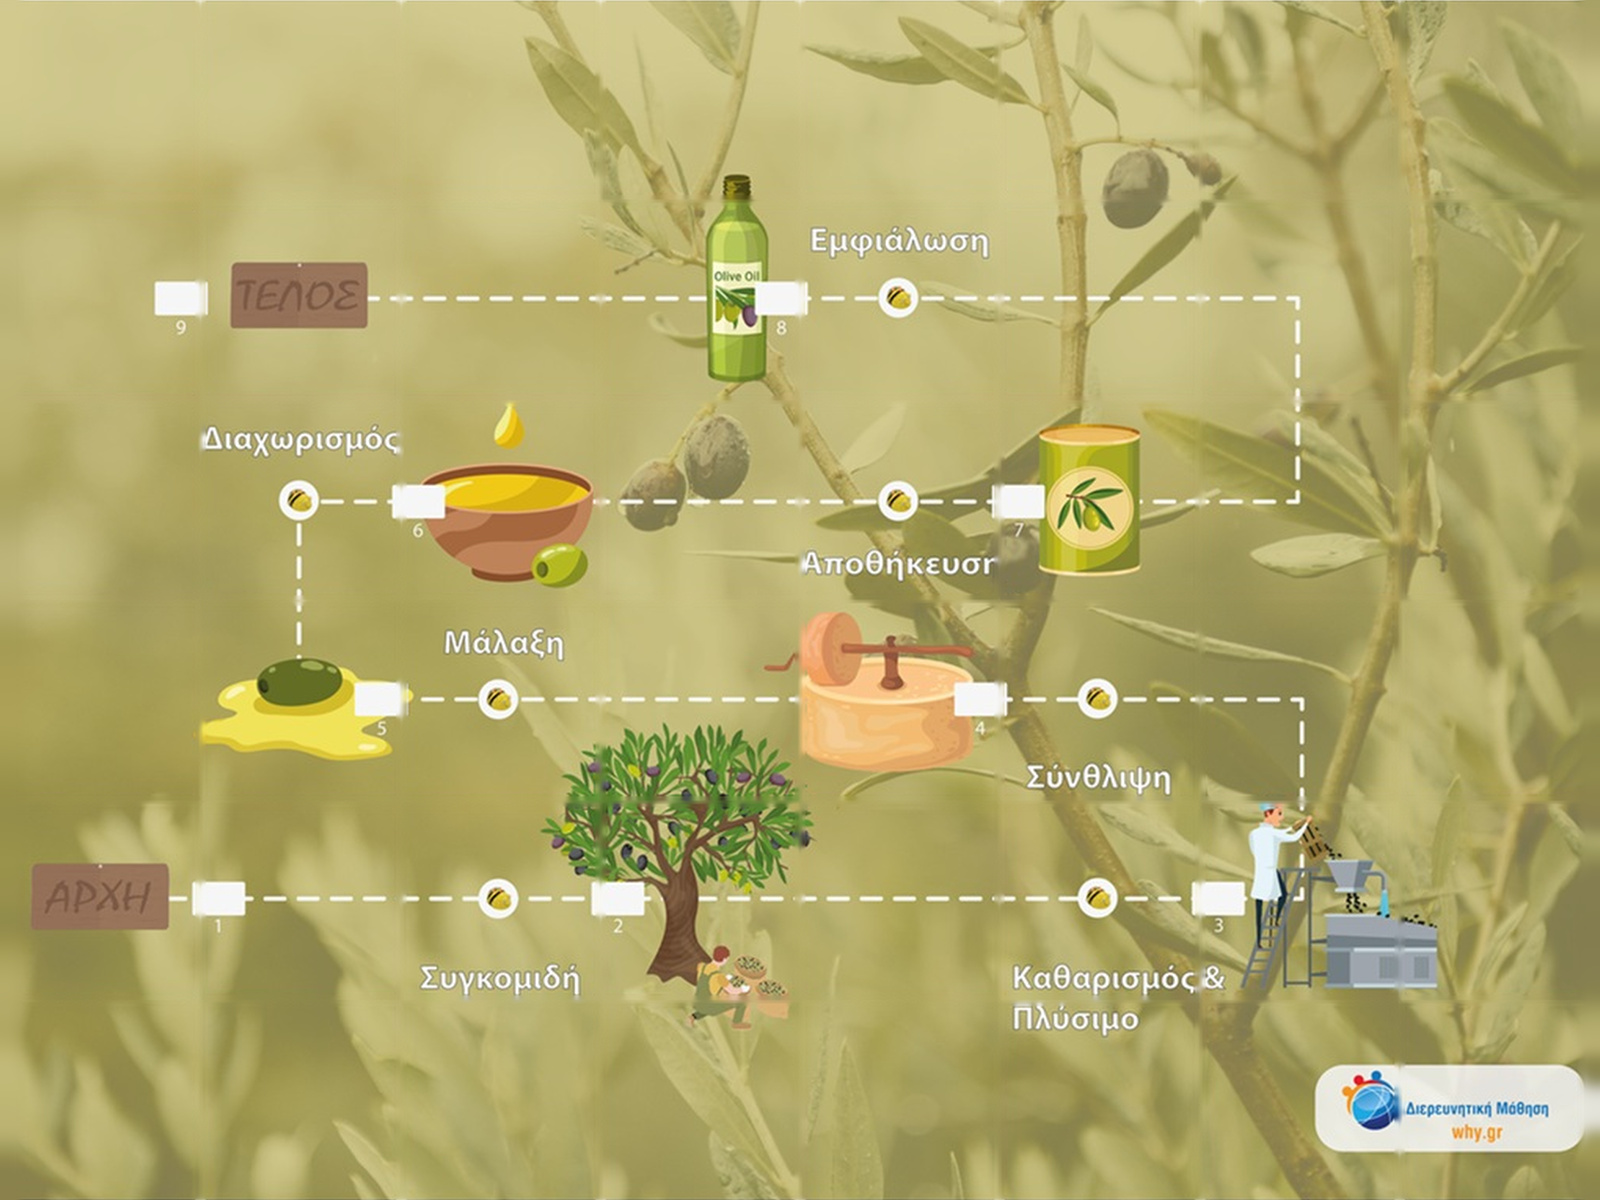 Εμφιάλωση
ΤΕΛΟΣ
Olive Oil
9
8
Διαχωρισμός
6
7
Αποθήκευση
Μάλαξη
5
4
Σύνθλιψη
ΑΡΧΗ
1
2
3
Συγκομιδή
Καθαρισμός &
Πλύσιμο
Διερευνητική Μάθηση
why.gr